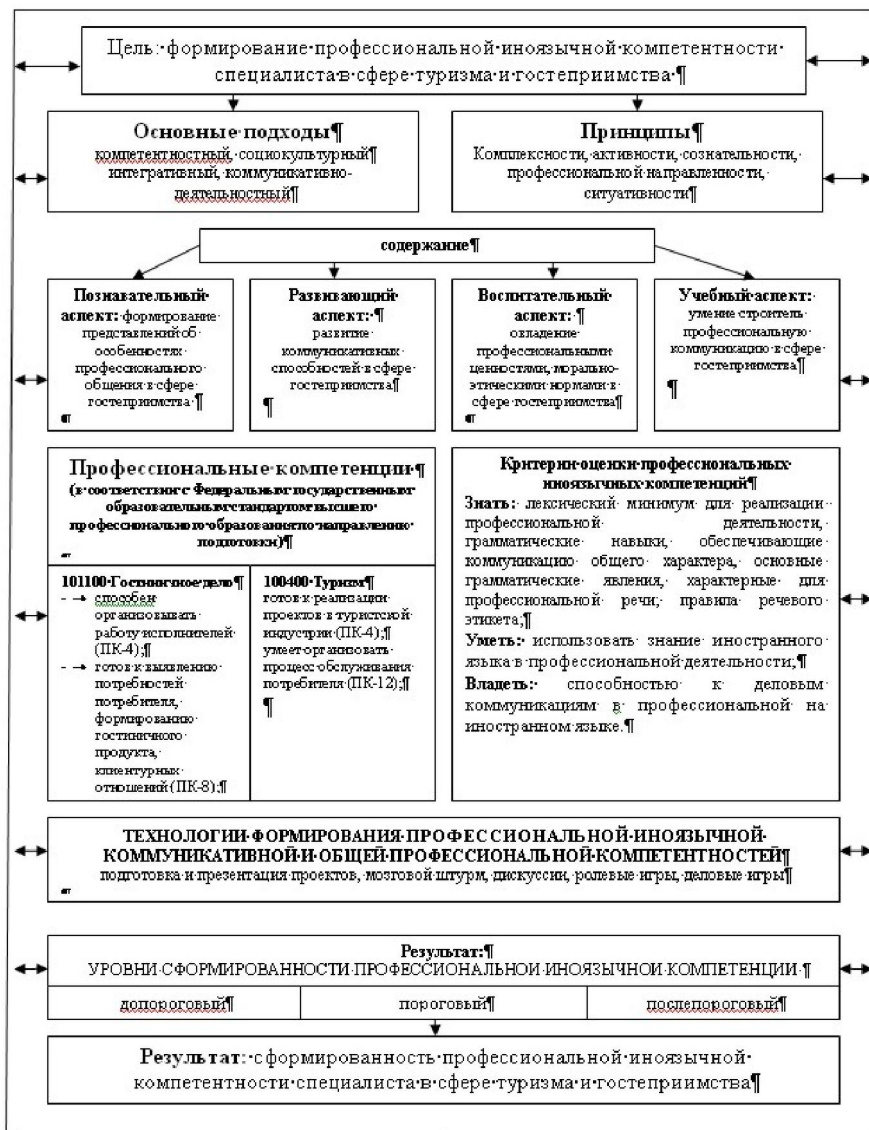 Цель: формирование профессиональной иноязычной компетентности
специалиста в сфере туризма и гостеприимства ¶
Основные подходы¶
компетентностный, социокультурный¶
интегративный, коммуникативно-
деятельностный¶
Принципы¶
Комплексности, активности, сознательности,
профессиональной направленности,
ситуативности¶
содержание¶
Познавательный
аспект: формирование
представлений об
особенностях
профессионального
общения в сфере
гостеприимства ¶
¶
Развивающий
аспект: ¶
развитие
коммуникативных
способностей в сфере
гостеприимства¶
¶
Воспитательный
аспект: ¶
овладение
профессиональными
ценностями, морально-
этическими нормами в
сфере гостеприимства¶
¶
Учебный аспект:
умение строитель
профессиональную
коммуникацию в сфере
гостеприимства¶
¶
Профессиональные компетенции ¶
(в соответствии с Федеральным государственным
образовательным стандартом высшего
профессионального образования по направлению
подготовки)¶
101100 Гостиничное дело¶
- → способен
организовывать
работу исполнителей
(ПК-4);¶
- → готов к выявлению
потребностей
потребителя,
формированию
гостиничного
продукта,
клиентурных
отношений (ПК-8);¶
100400 Туризм¶
готов к реализации
проектов в туристской
индустрии (ПК-4);¶
умеет организовать
процесс обслуживания
потребителя (ПК-12);¶
¶
Критерии оценки профессиональных
иноязычных компетенций¶
Знать: лексический минимум для реализации
профессиональной деятельности,
грамматические навыки, обеспечивающие
коммуникацию общего характера, основные
грамматические явления, характерные для
профессиональной речи; правила речевого
этикета;¶
Уметь: использовать знание иностранного
языка в профессиональной деятельности;¶
Владеть: способностью к деловым
коммуникациям в профессиональной на
иностранном языке.¶
ТЕХНОЛОГИИ ФОРМИРОВАНИЯ ПРОФЕССИОНАЛЬНОЙ ИНОЯЗЫЧНОЙ
КОММУНИКАТИВНОЙ И ОБЩЕЙ ПРОФЕССИОНАЛЬНОЙ КОМПЕТЕНТНОСТЕЙ¶
подготовка и презентация проектов, мозговой штурм, дискуссии, ролевые игры, деловые игры¶
¶
Результат:¶
УРОВНИ СФОРМИРОВАННОСТИ ПРОФЕССИОНАЛЬНОЙ ИНОЯЗЫЧНОЙ КОМПЕТЕНЦИИ ¶
допороговый¶
пороговый¶
послепороговый¶
Результат: сформированность профессиональной иноязычной
компетентности специалиста в сфере туризма и гостеприимства¶